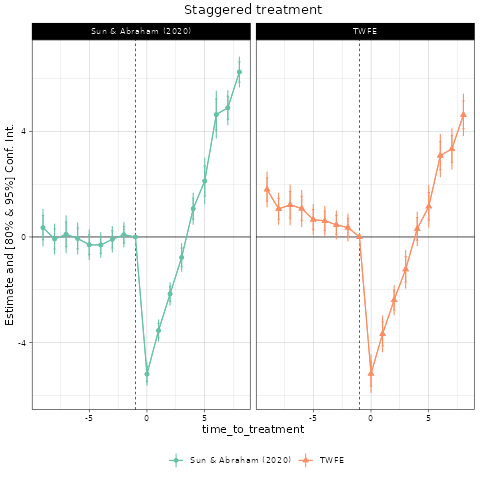 Staggered treatment
Sun & Abraham (2020)
TWFE
Estimate and [80% & 95%] Conf. Int.
4
0
-4
-5
0
5
-5
0
5
time_to_treatment
Sun & Abraham (2020)
TWFE